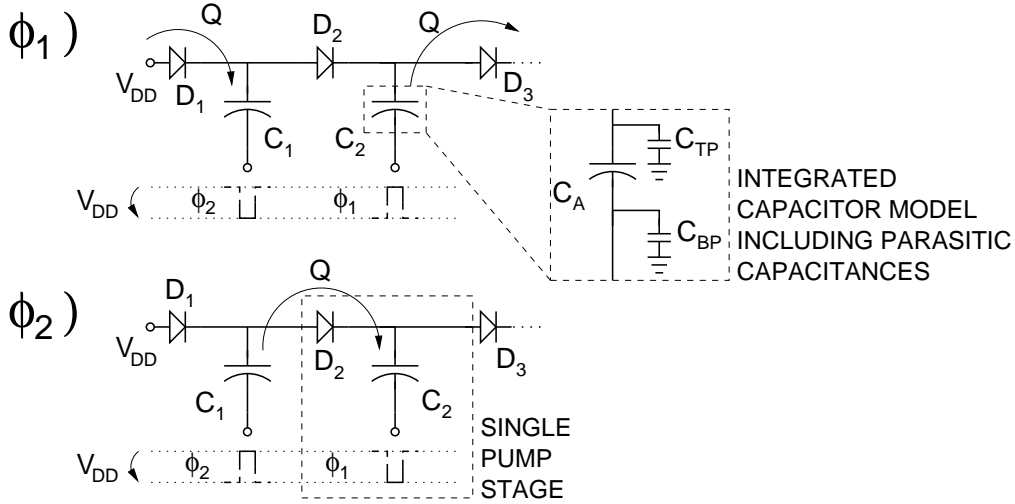 ϕ1 )
Q
D2
Q
VDD
D1
D3
C1
C2
CTP
CA
CBP
VDD
ϕ2
ϕ1
INTEGRATED
CAPACITOR MODEL
INCLUDING PARASITIC
CAPACITANCES
ϕ2 )
D1
Q
VDD
D2
D3
C1
C2
VDD
ϕ2
ϕ1
SINGLE
PUMP
STAGE